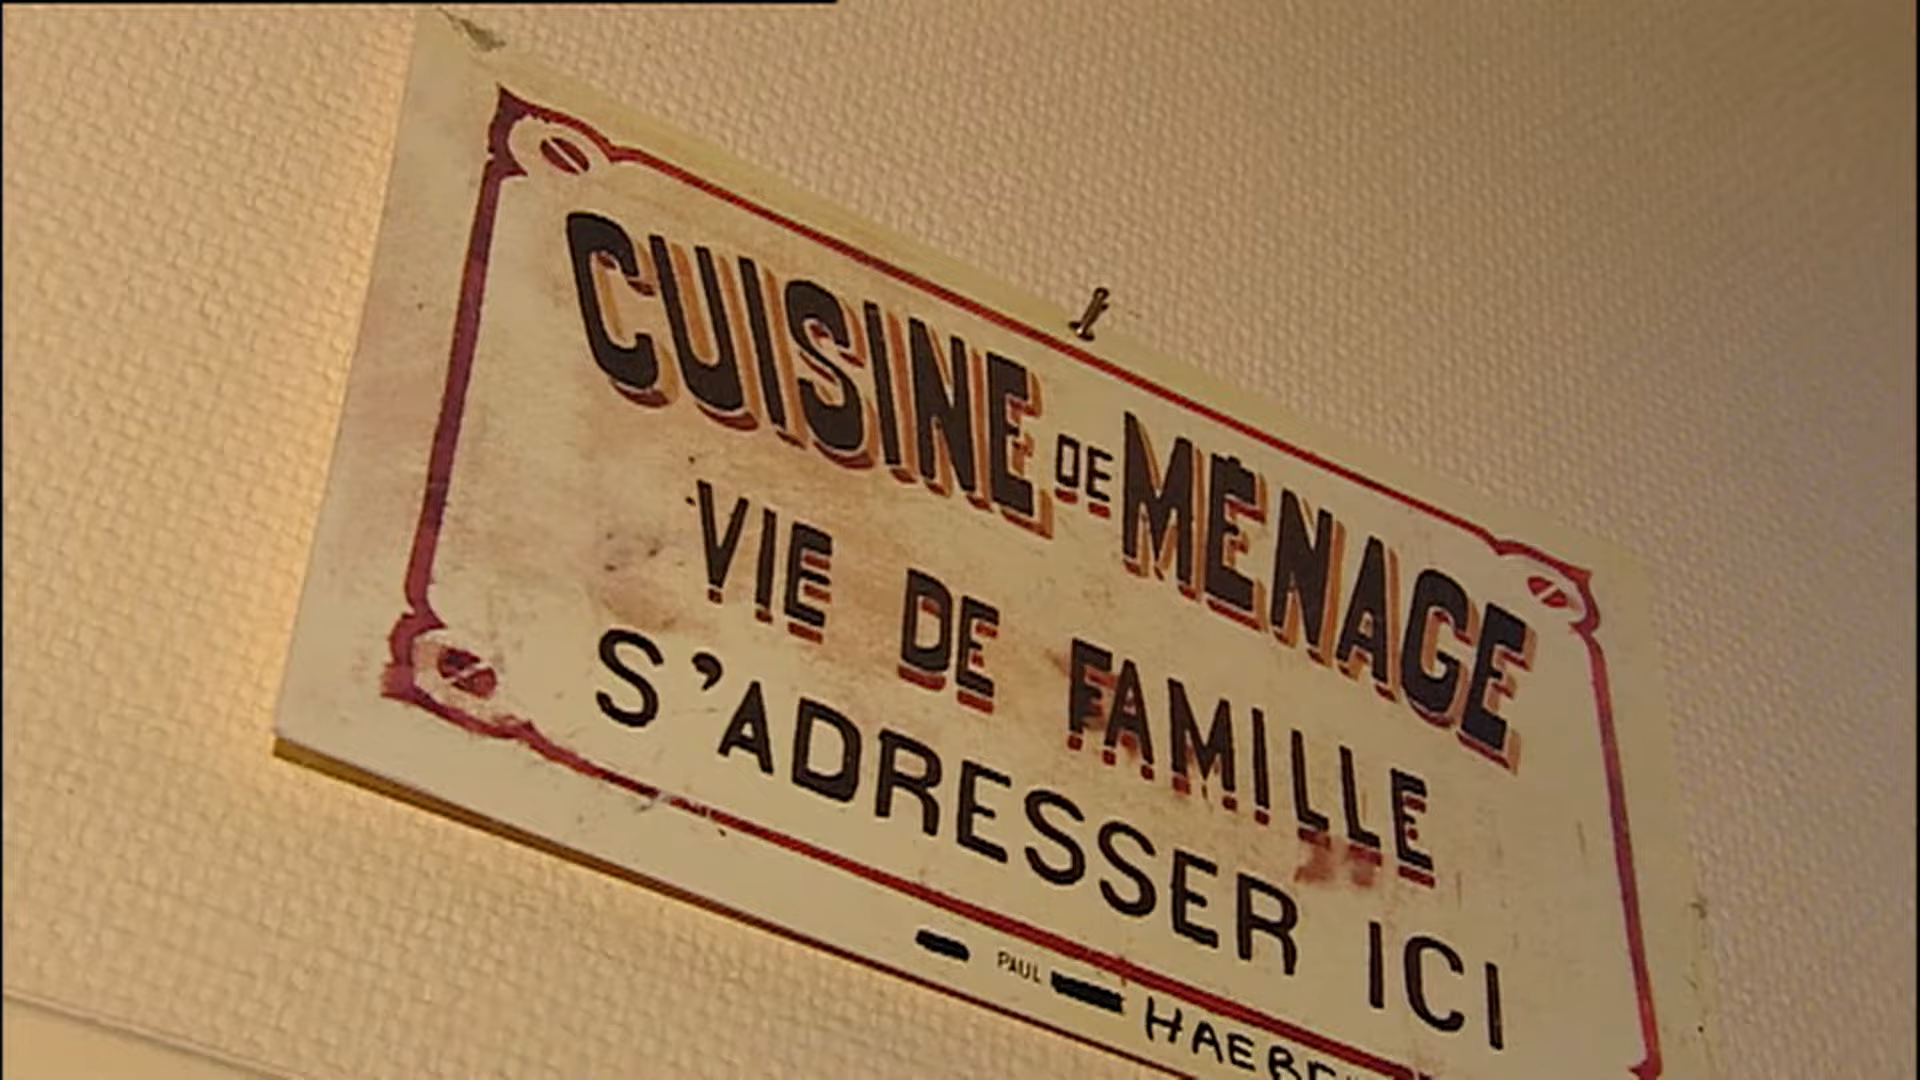 CUISINE DE MÉNAGE
VIE DE FAMILLE
S'ADRESSER ICI
PAUL